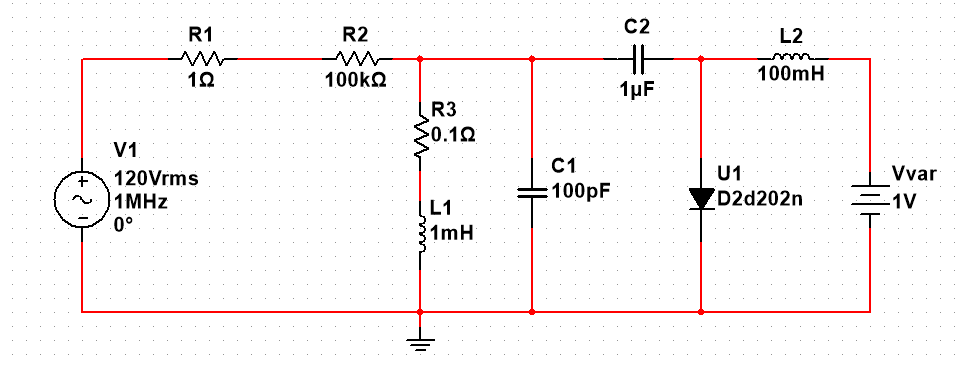 R1
1Ω
R2
100kΩ
C2
1µF
L2
100mH
R3
0.1Ω
V1
120Vrms
1MHz
0°
C1
100pF
U1
D2d202n
Vvar
1V
L1
1mH